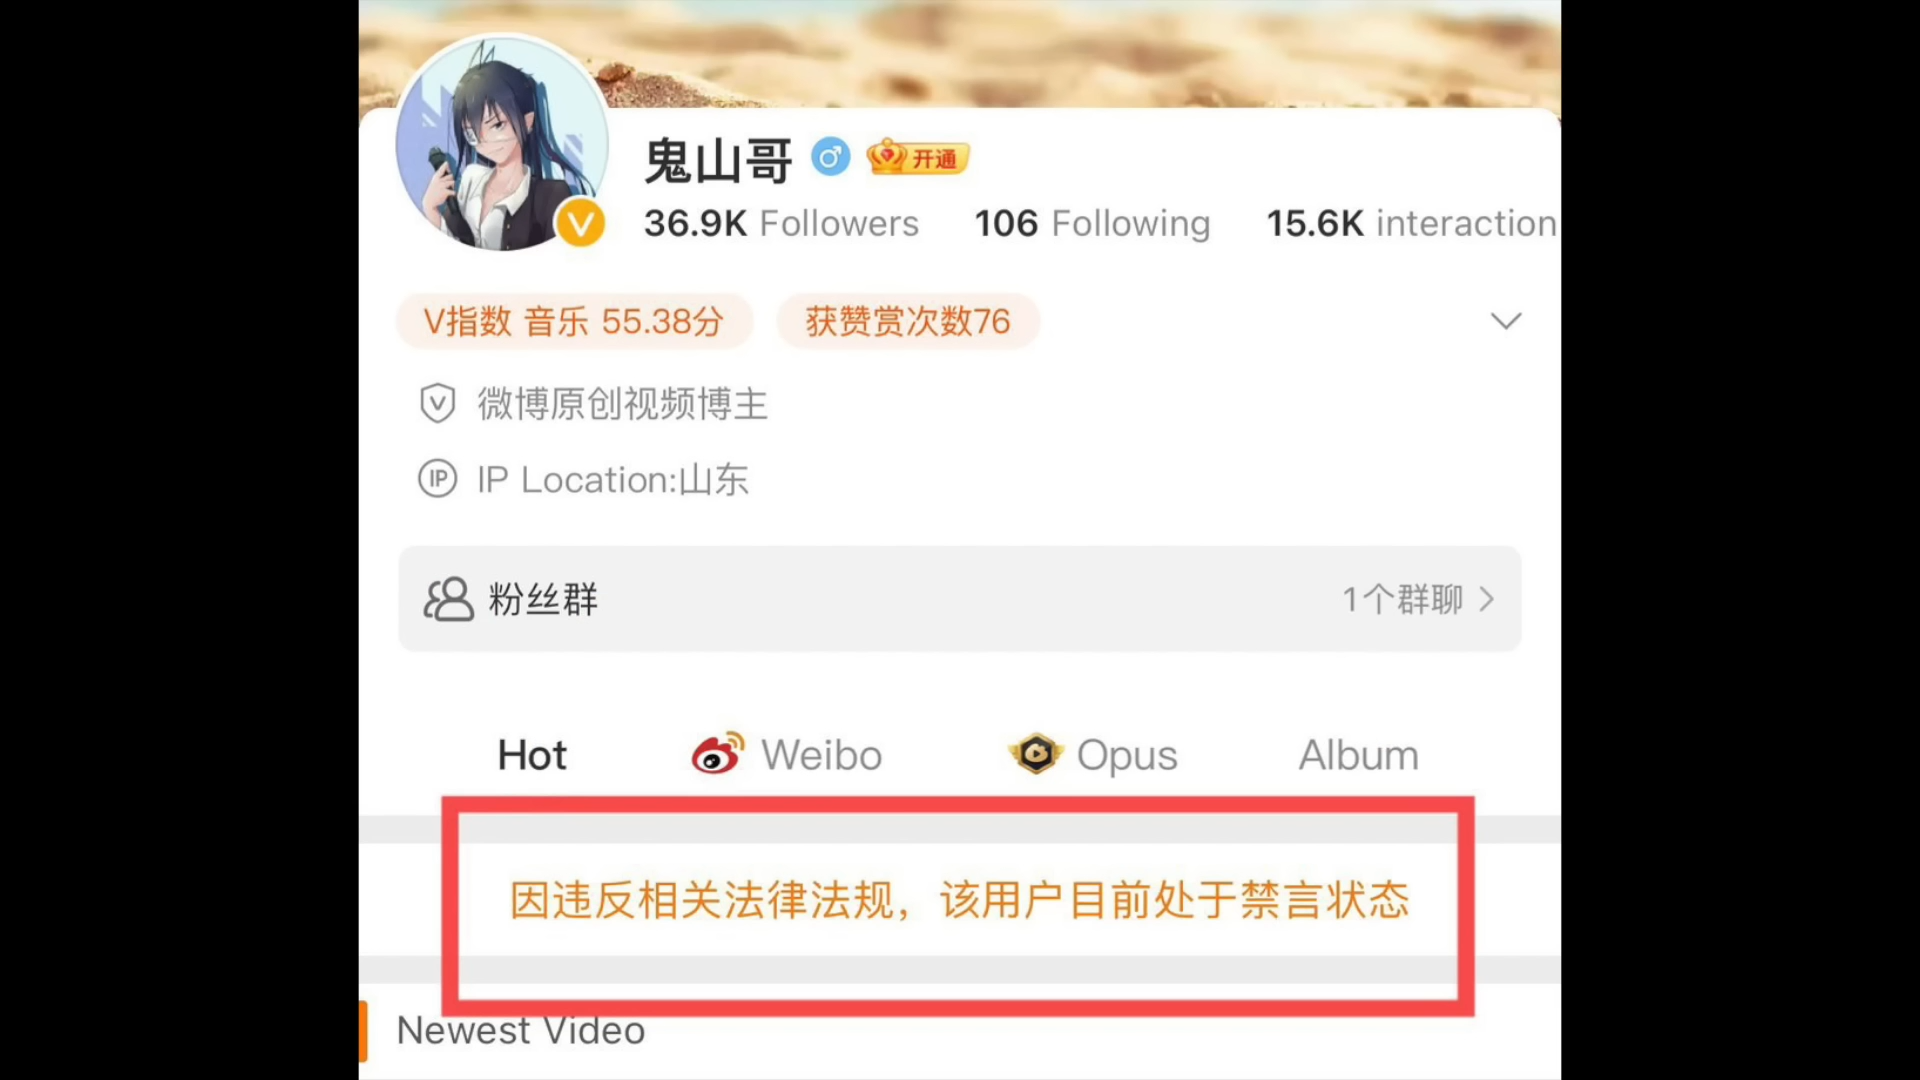 鬼山哥 开通
36.9K Followers 106 Following 15.6K interaction
V指数 音乐 55.38分 获赞赏次数76
微博原创视频博主
IP IP Location:山东
粉丝群 1个群聊
Hot Weibo Opus Album
因违反相关法律法规，该用户目前处于禁言状态
Newest Video